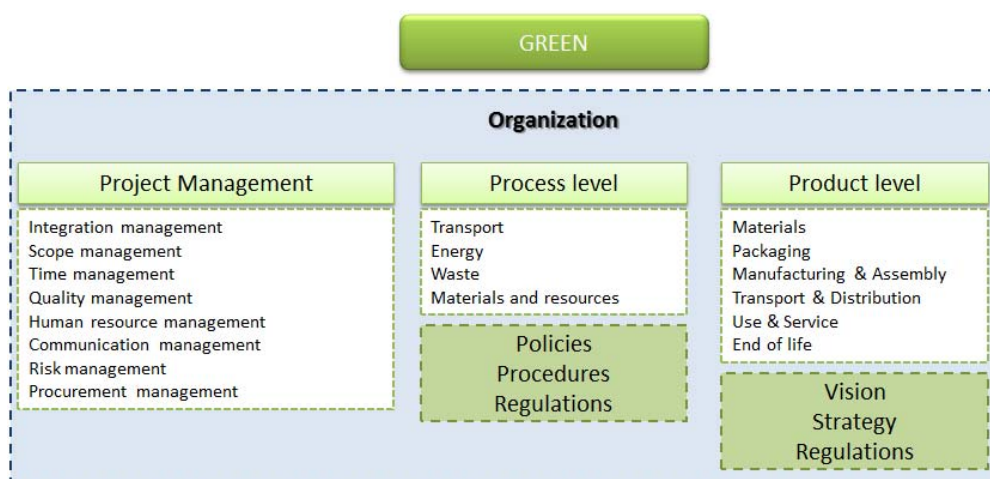 GREEN
Organization
Project Management
Integration management
Scope management
Time management
Quality management
Human resource management
Communication management
Risk management
Procurement management
Process level
Transport
Energy
Waste
Materials and resources
Policies
Procedures
Regulations
Product level
Materials
Packaging
Manufacturing & Assembly
Transport & Distribution
Use & Service
End of life
Vision
Strategy
Regulations